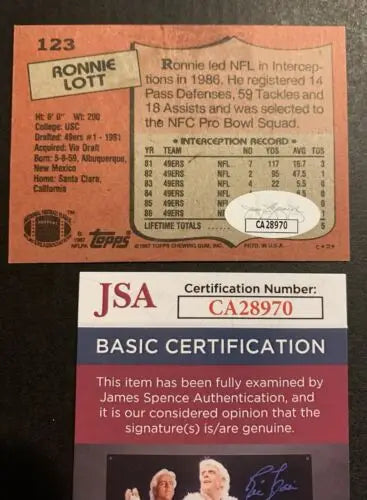 123
RONNIE
LOTT
Ronnie led NFL in Intercep-
tions in 1986. He registered 14
Pass Defenses, 59 Tackles and
18 Assists and was selected to
the NFC Pro Bowl Squad.
Ht: 6' 0" Wt: 200
College: USC
Drafted: 49ers #1 - 1981
Acquired: Via Draft
Born: 5-8-59, Albuquerque,
New Mexico
Home: Santa Clara,
California
• INTERCEPTION RECORD •
YR TEAM NO YDS AVG TDS
81 49ERS NFL 7 117 16.7 3
82 49ERS NFL 2 95 47.5 1
83 49ERS NFL 4 22 5.5 0
84 49ERS
85 49ERS
86 49ERS
LIFETIME TOTALS 5
CA28970
© 1987
NFLPA
topps
©1987 TOPPS CHEWING GUM, INC. PRTD. IN U.S.A.
JSA
Certification Number:
CA28970
BASIC CERTIFICATION
This item has been fully examined by
James Spence Authentication, and
it is our considered opinion that the
signature(s) is/are genuine.